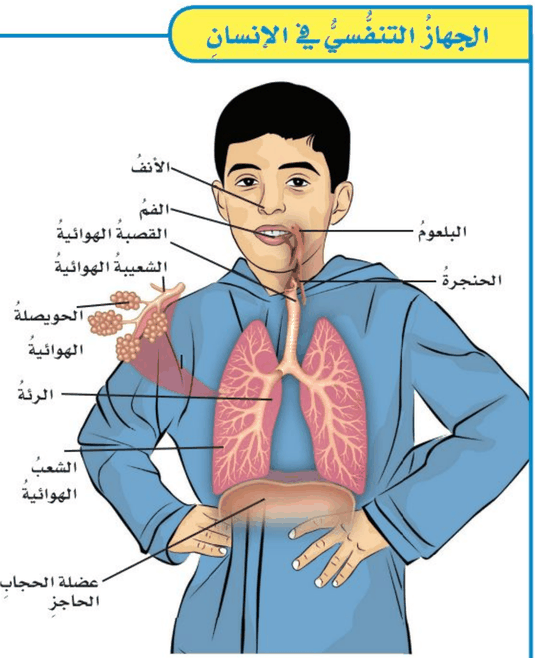 الجهازُ التنفُّسيُّ في الإنسانِ
الأنفُ
الفمُ
البلعومُ
القصبةُ الهوائيةُ
الشعيبةُ الهوائيةُ
الحنجرةُ
الحويصلةُ
الهوائيةُ
الرئةُ
الشعبُ
الهوائيةُ
عضلة الحجابِ
الحاجزِ